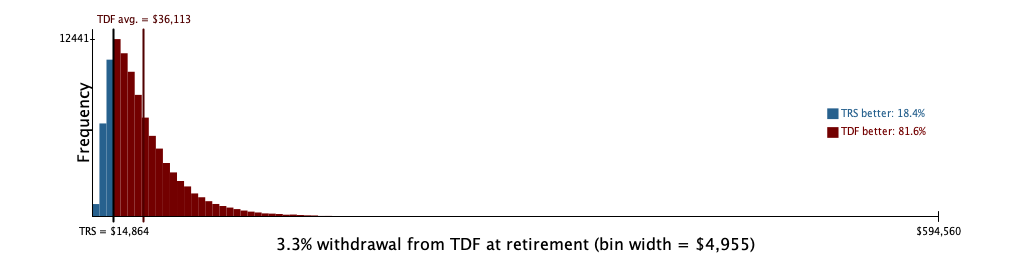 TDF avg. = $36,113
12441
Frequency
TRS better: 18.4%
TDF better: 81.6%
TRS = $14,864
$594,560
3.3% withdrawal from TDF at retirement (bin width = $4,955)